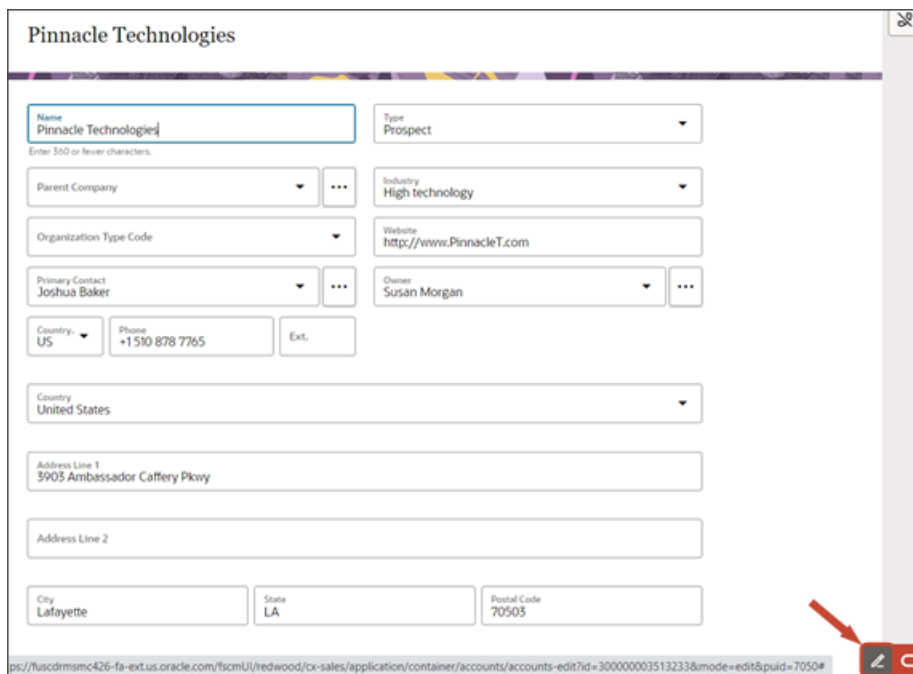 Pinnacle Technologies
Name
Pinnacle Technologies
Enter 360 or fewer characters.
Type
Prospect
Parent Company
Industry
High technology
Organization Type Code
Website
http://www.PinnacleT.com
Primary Contact
Joshua Baker
Owner
Susan Morgan
Country.
US
Phone
+1 510 878 7765
Ext.
Country
United States
Address Line 1
3903 Ambassador Caffery Pkwy
Address Line 2
City
Lafayette
State
LA
Postal Code
70503
ps://fuscdrmsmc426-fa-ext.us.oracle.com/fscmUI/redwood/cx-sales/application/container/accounts/accounts-edit?id=300000003513233&mode=edit&puid=7050#